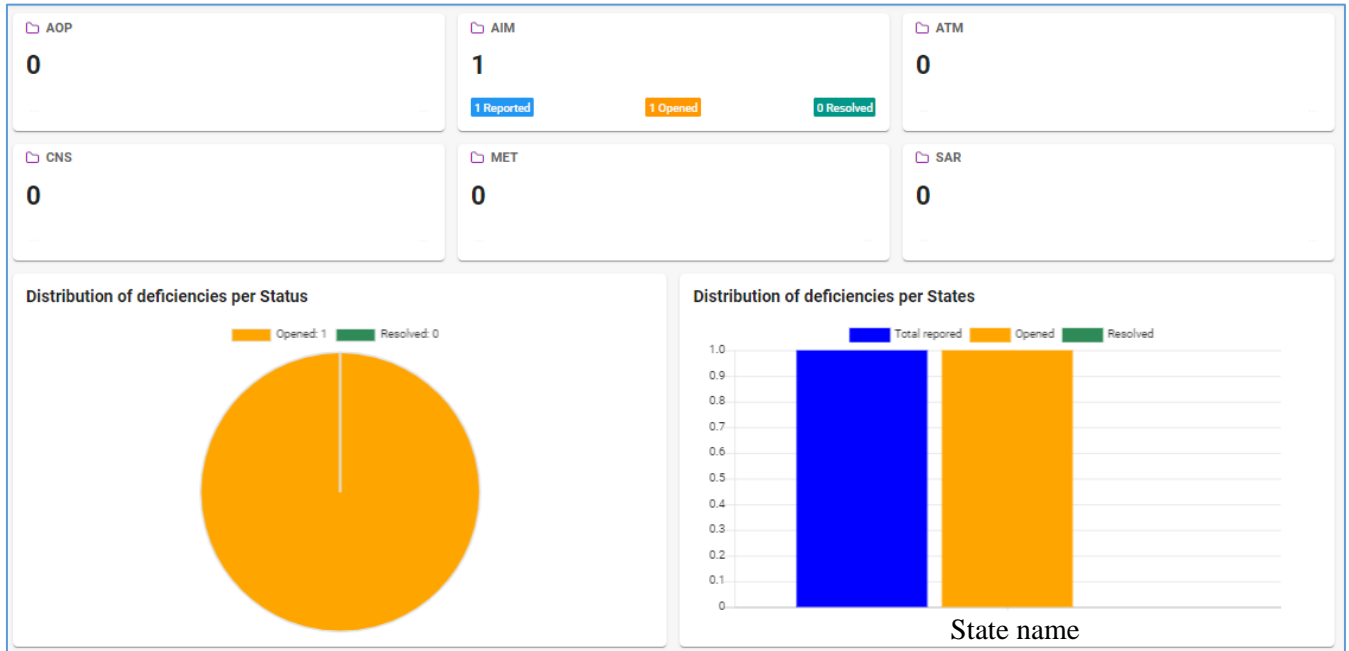 AOP
0
AIM
1
1 Reported 1 Opened 0 Resolved
ATM
0
CNS
0
MET
0
SAR
0
Distribution of deficiencies per Status
Opened: 1 Resolved: 0
Distribution of deficiencies per States
Total repored Opened Resolved
1.0
0.9
0.8
0.7
0.6
0.5
0.4
0.3
0.2
0.1
0
State name